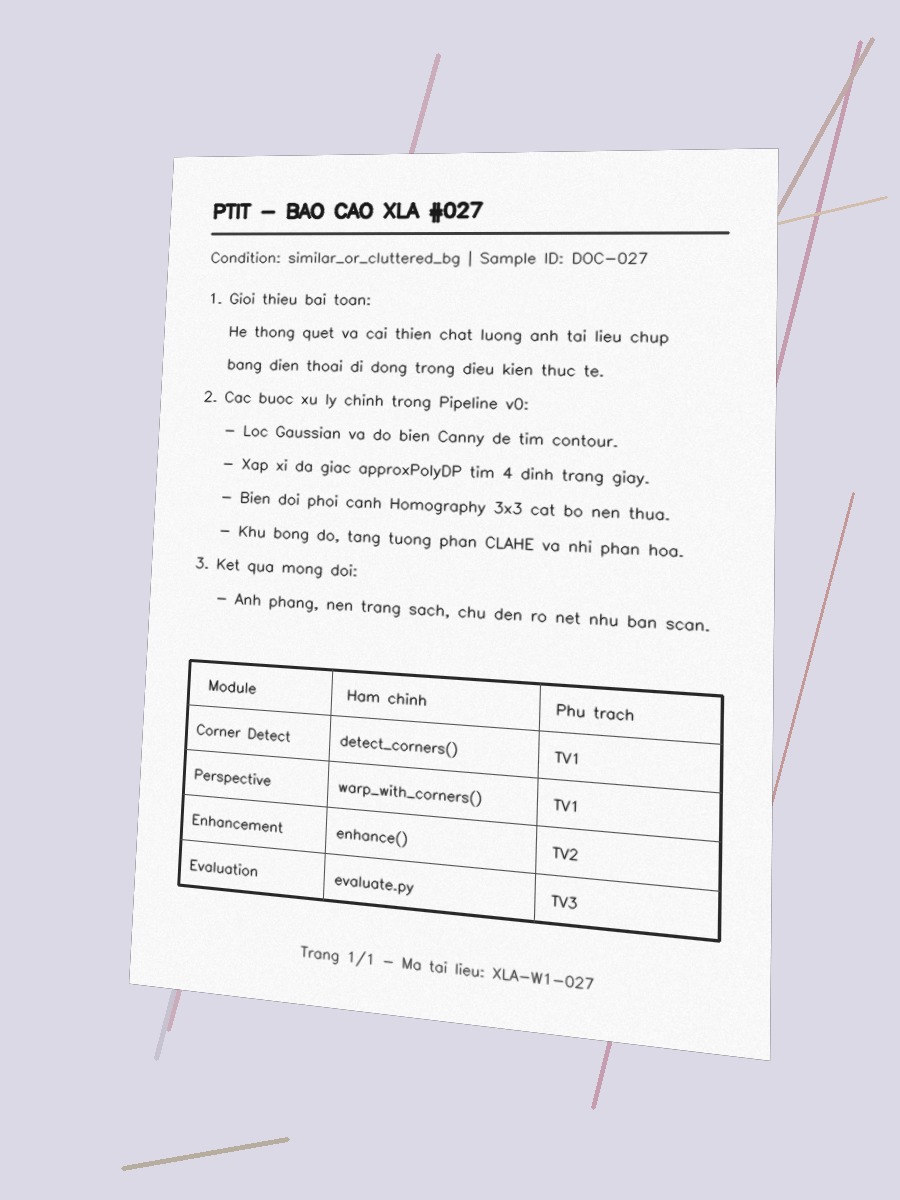 PTIT - BAO CAO XLA #027
Condition: similar_or_cluttered_bg | Sample ID: DOC-027
1. Gioi thieu bai toan:
He thong quet va cai thien chat luong anh tai lieu chup
bang dien thoai di dong trong dieu kien thuc te.
2. Cac buoc xu ly chinh trong Pipeline v0:
- Loc Gaussian va do bien Canny de tim contour.
- Xap xi da giac approxPolyDP tim 4 dinh trang giay.
- Bien doi phoi canh Homography 3x3 cat bo nen thua.
- Khu bong do, tang tuong phan CLAHE va nhi phan hoa.
3. Ket qua mong doi:
- Anh phang, nen trang sach, chu den ro net nhu ban scan.
Module Ham chinh Phu trach
Corner Detect detect_corners() TV1
Perspective warp_with_corners() TV1
Enhancement enhance() TV2
Evaluation evaluate.py TV3
Trang 1/1 - Ma tai lieu: XLA-W1-027